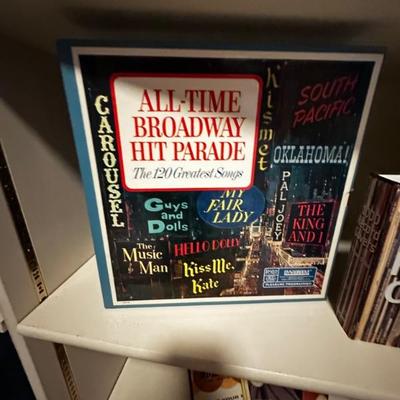 ALL-TIME
BROADWAY
HIT PARADE
The 120 Greatest Songs
CAROUSEL
Kismet
SOUTH
PACIFIC
OKLAHOMA!
PAL JOEY
MY
FAIR
LADY
Guys
and
Dolls
THE
KING
AND I
The
Music
Man
HELLO DOLLY
Kiss Me,
Kate